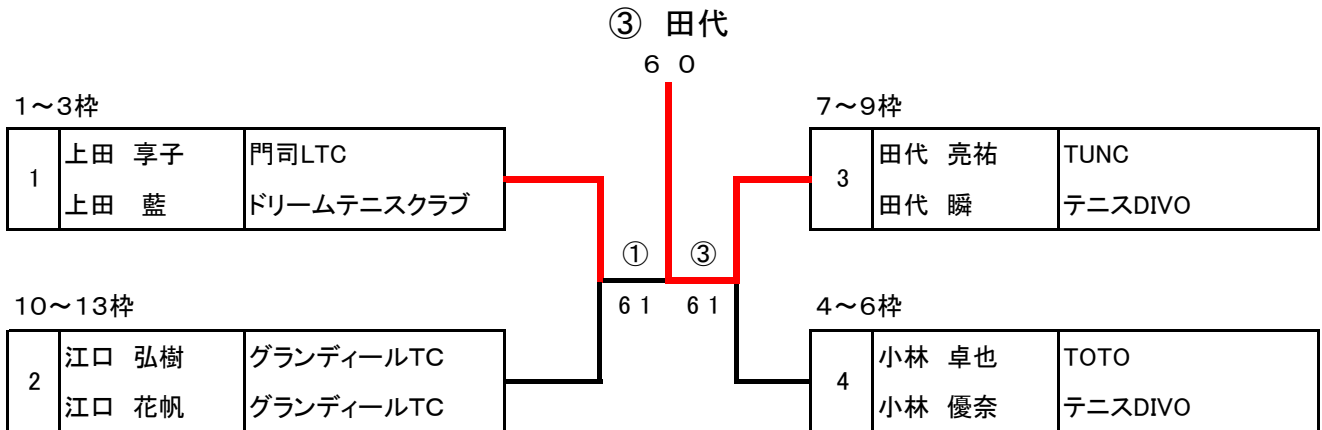 ③ 田代
６ ０
１～３枠
1 上田 享子 門司LTC
上田 藍 ドリームテニスクラブ
７～９枠
3 田代 亮祐 TUNC
田代 瞬 テニスDIVO
① ③
６１ ６１
１０～１３枠
2 江口 弘樹 グランディールTC
江口 花帆 グランディールTC
４～６枠
4 小林 卓也 TOTO
小林 優奈 テニスDIVO